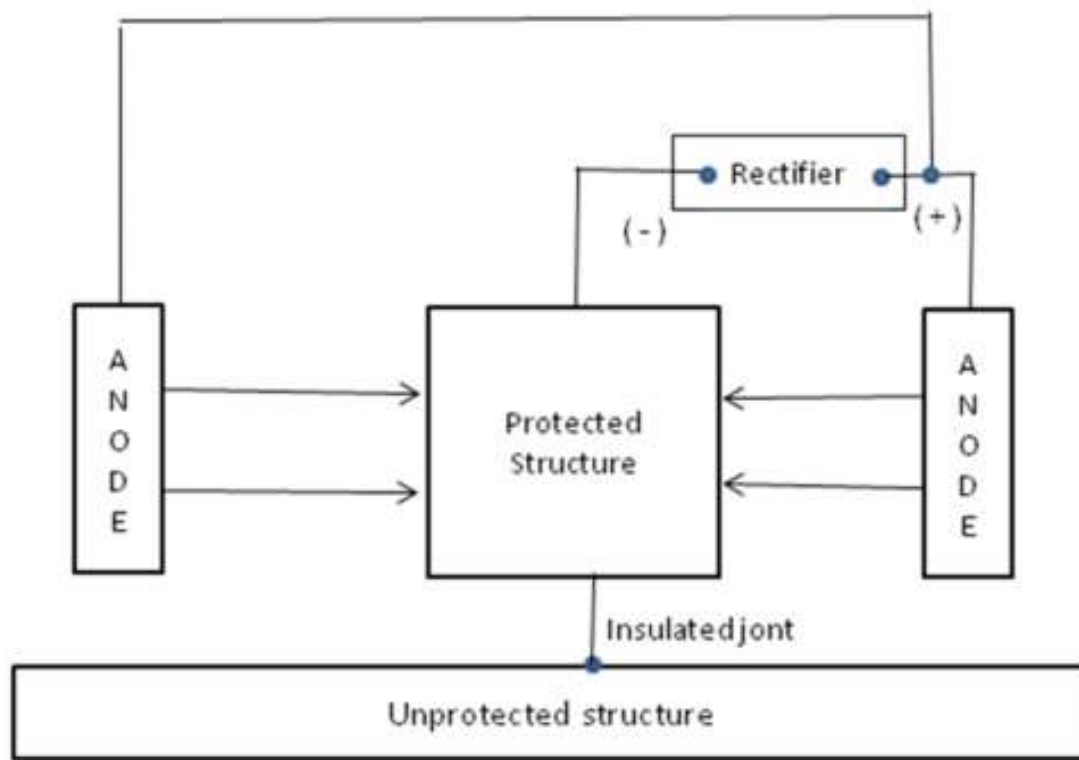 Rectifier
( - )
(+)
A
N
O
D
E
Protected
Structure
A
N
O
D
E
Insulated jont
Unprotected structure